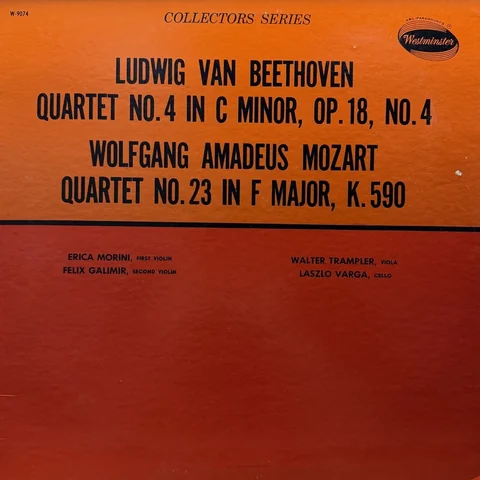 W-9074
COLLECTORS SERIES
Westminster
LUDWIG VAN BEETHOVEN
QUARTET NO. 4 IN C MINOR, OP. 18, NO. 4
WOLFGANG AMADEUS MOZART
QUARTET NO. 23 IN F MAJOR, K. 590
ERICA MORINI, FIRST VIOLIN
FELIX GALIMIR, SECOND VIOLIN
WALTER TRAMPLER, VIOLA
LASZLO VARGA, CELLO